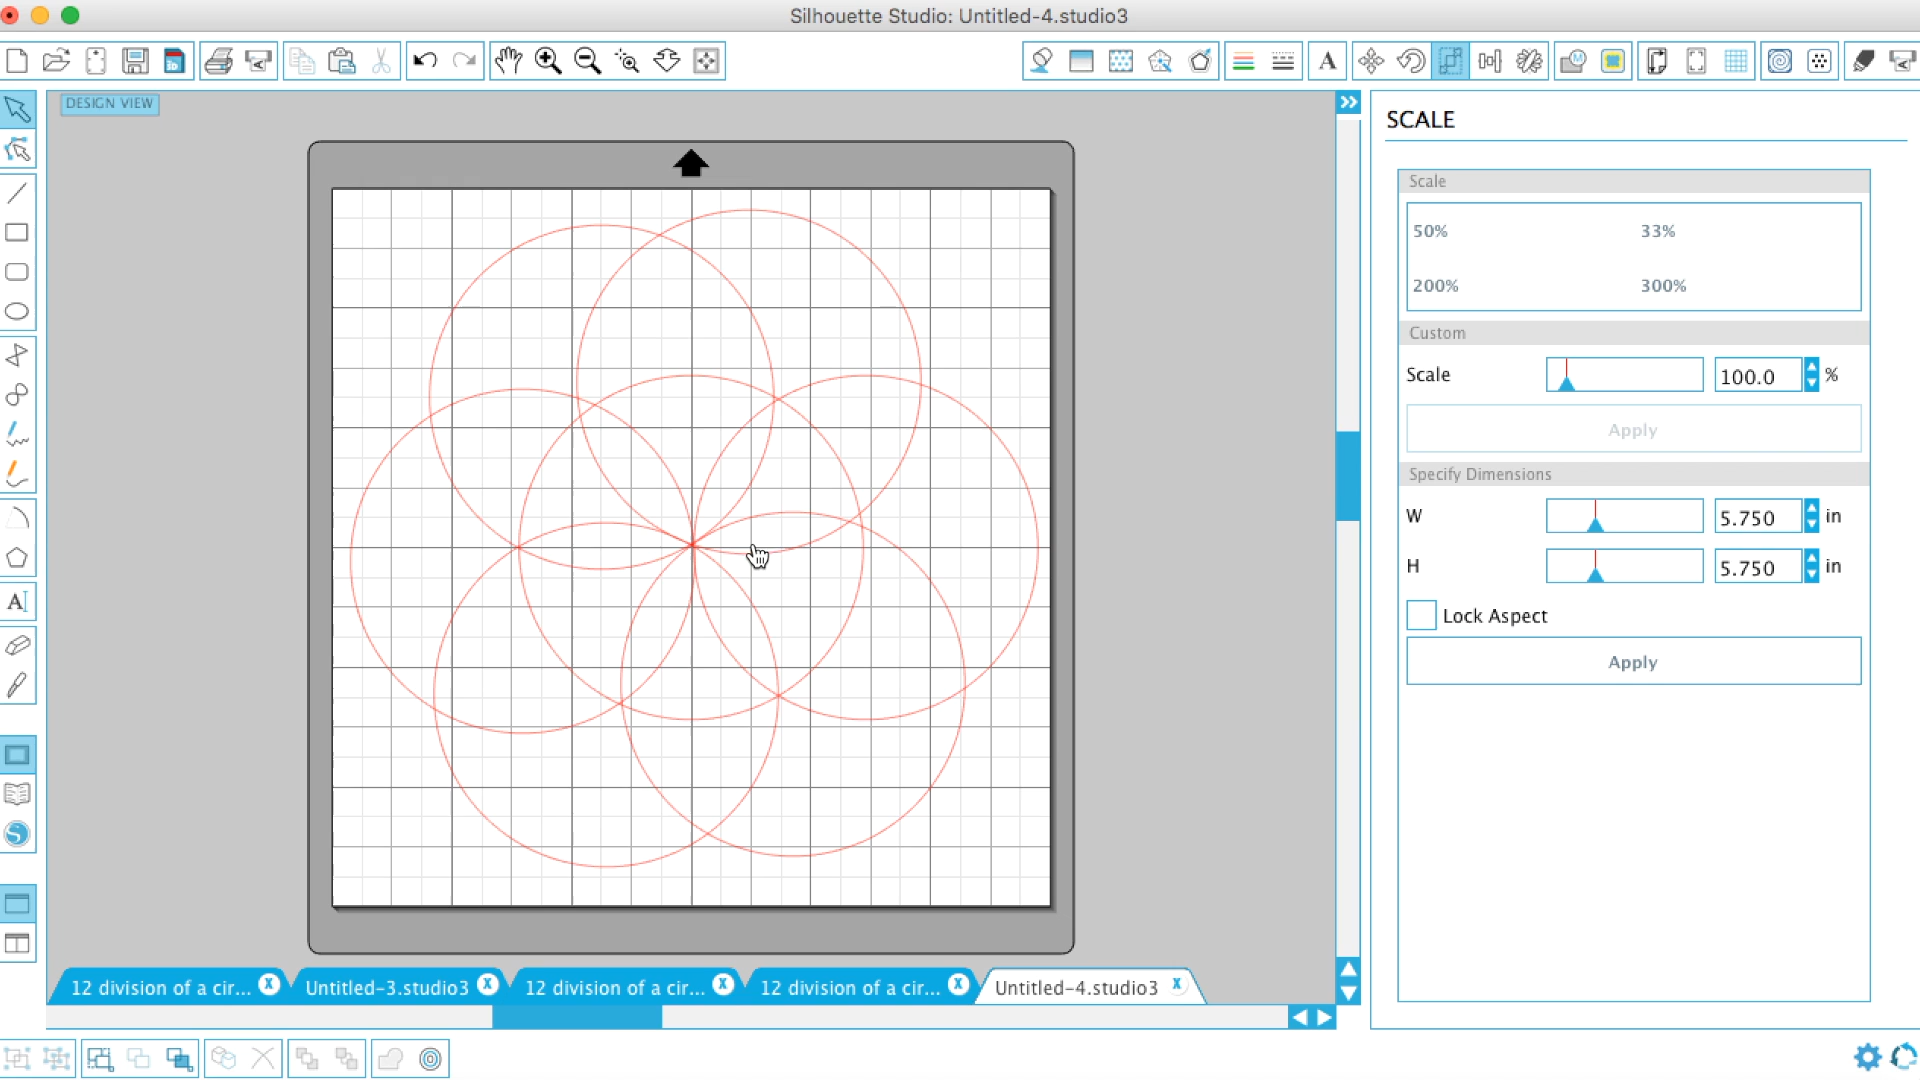 Silhouette Studio: Untitled-4.studio3
DESIGN VIEW
SCALE
Scale
50% 33%
200% 300%
Custom
Scale 100.0 %
Apply
Specify Dimensions
W 5.750 in
H 5.750 in
Lock Aspect
Apply
12 division of a cir... X Untitled-3.studio3 X 12 division of a cir... X 12 division of a cir... X Untitled-4.studio3 X